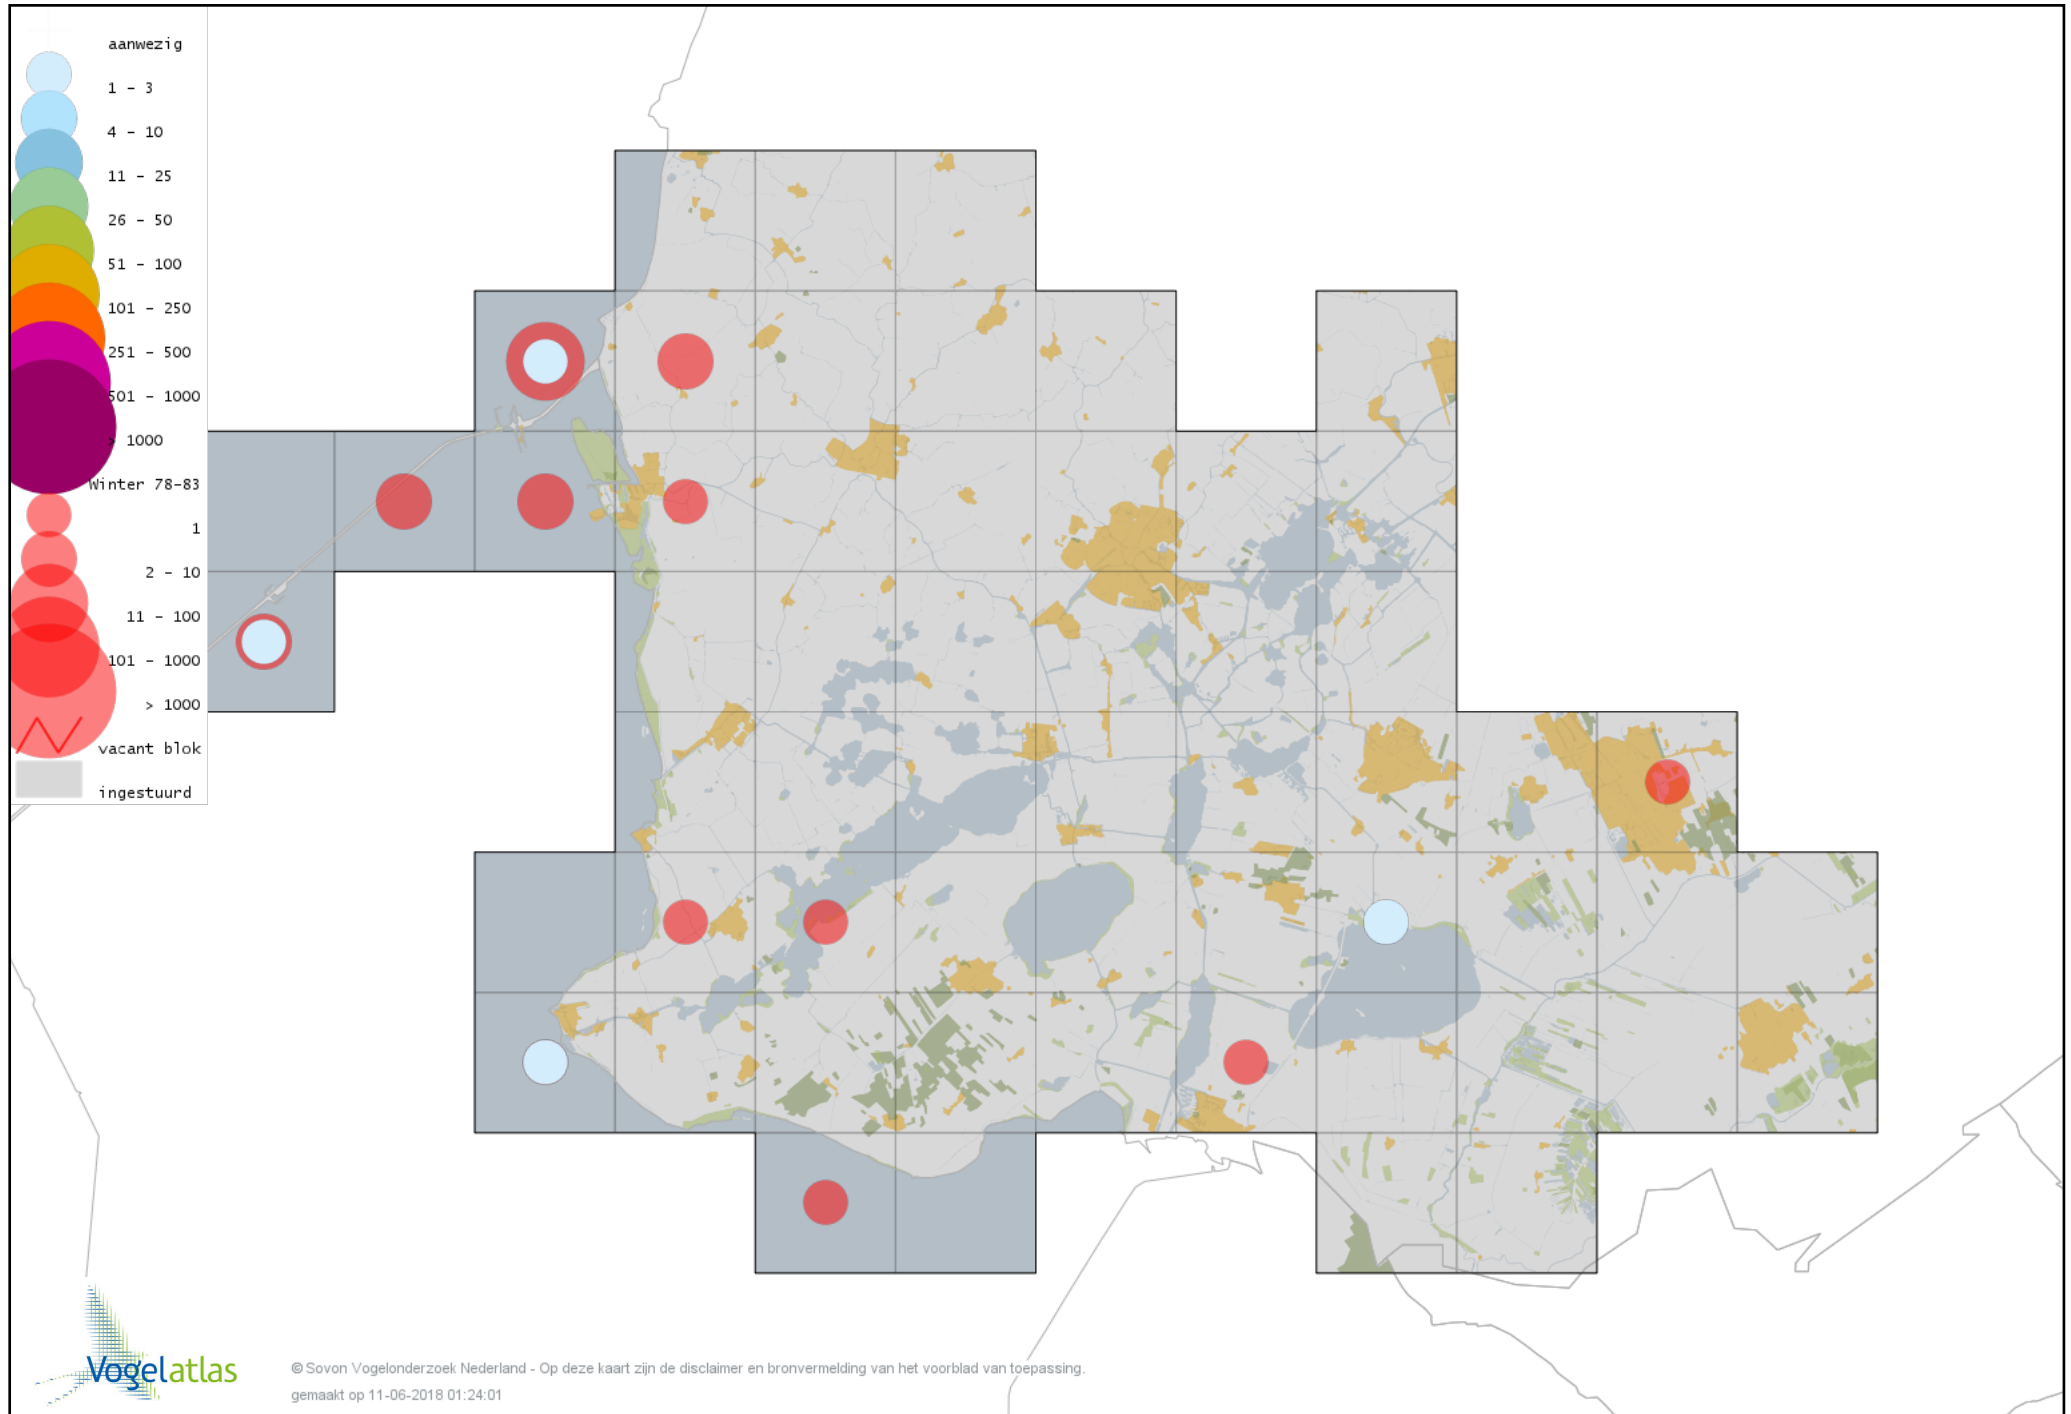 aanwezig
1 - 3
4 - 10
11 - 25
26 - 50
51 - 100
101 - 250
251 - 500
501 - 1000
> 1000
Winter 78-83
1
2 - 10
11 - 100
101 - 1000
> 1000
vacant blok
ingestuurd
Vogelatlas
© Sovon Vogelonderzoek Nederland - Op deze kaart zijn de disclaimer en bronvermelding van het voorblad van toepassing.
gemaakt op 11-06-2018 01:24:01